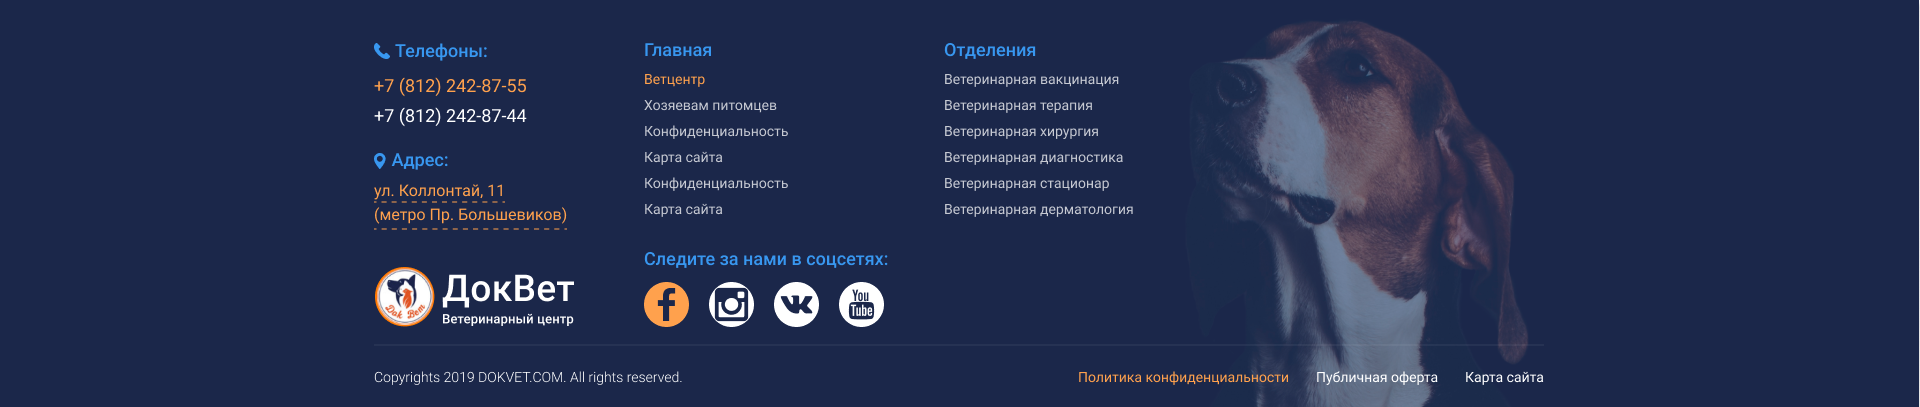 Телефоны:
+7 (812) 242-87-55
+7 (812) 242-87-44
Адрес:
ул. Коллонтай, 11
(метро Пр. Большевиков)
Док Вет
ДокВет
Ветеринарный центр
Главная
Ветцентр
Хозяевам питомцев
Конфиденциальность
Карта сайта
Конфиденциальность
Карта сайта
Следите за нами в соцсетях:
You
Tube
Отделения
Ветеринарная вакцинация
Ветеринарная терапия
Ветеринарная хирургия
Ветеринарная диагностика
Ветеринарная стационар
Ветеринарная дерматология
Copyrights 2019 DOKVET.COM. All rights reserved.
Политика конфиденциальности
Публичная оферта
Карта сайта